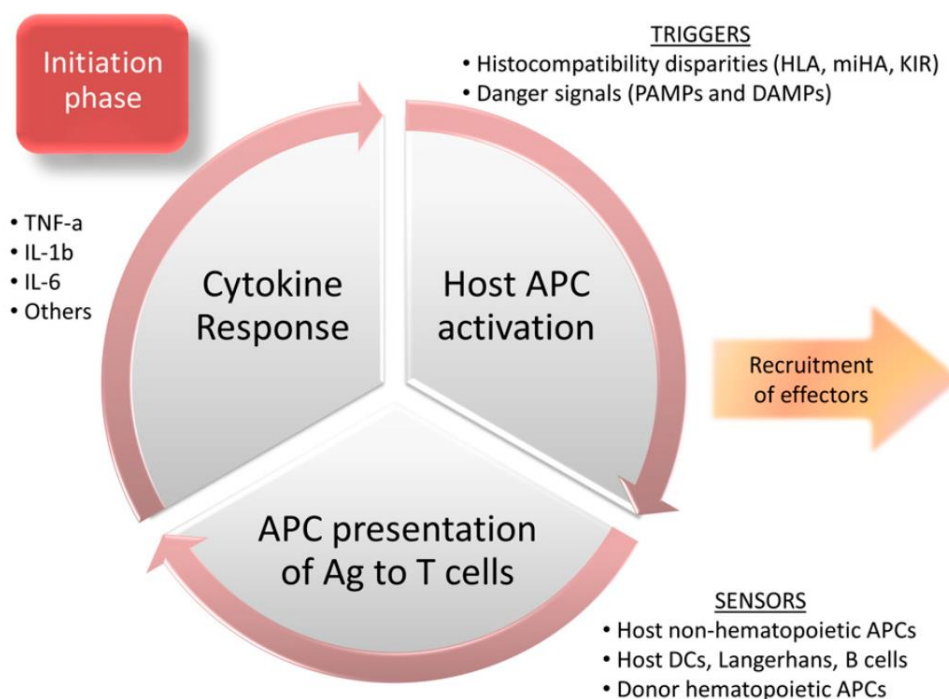 Initiation
phase
TRIGGERS
• Histocompatibility disparities (HLA, miHA, KIR)
• Danger signals (PAMPs and DAMPs)
• TNF-a
• IL-1b
• IL-6
• Others
Cytokine
Response
Host APC
activation
Recruitment
of effectors
APC presentation
of Ag to T cells
SENSORS
• Host non-hematopoietic APCs
• Host DCs, Langerhans, B cells
• Donor hematopoietic APCs